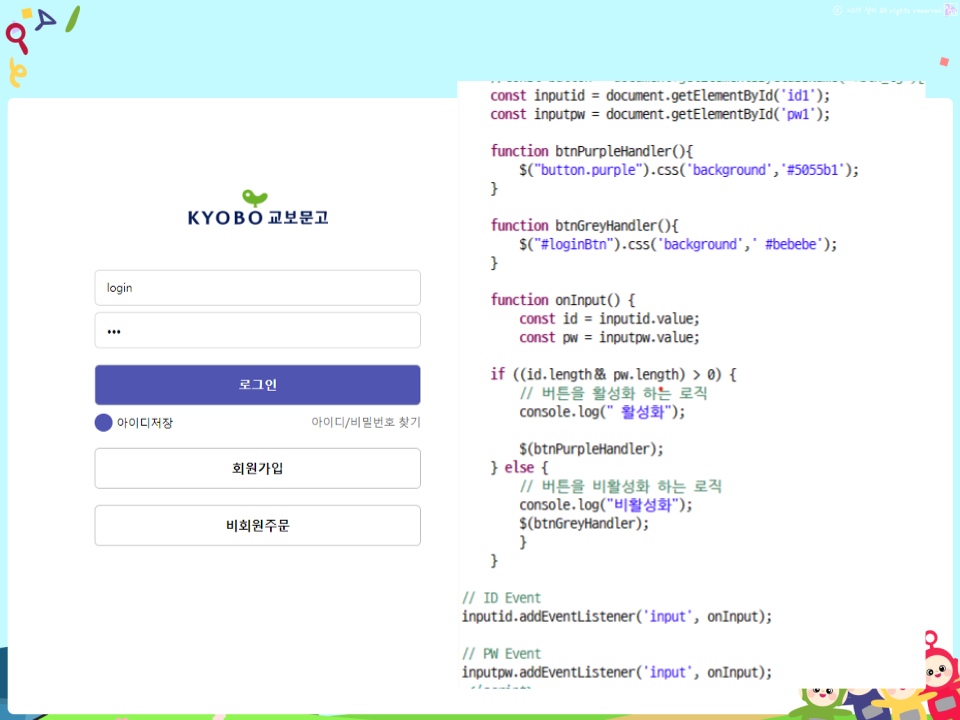 KYOBO 교보문고
login
로그인
아이디저장
아이디/비밀번호 찾기
회원가입
비회원주문
const inputid = document.getElementById('id1');
const inputpw = document.getElementById('pw1');
function btnPurpleHandler(){
$("button.purple").css('background','#5055b1');
}
function btnGreyHandler(){
$("#loginBtn").css('background',' #bebebe');
}
function onInput() {
const id = inputid.value;
const pw = inputpw.value;
if ((id.length&& pw.length) > 0) {
// 버튼을 활성화 하는 로직
console.log(" 활성화");
$(btnPurpleHandler);
} else {
// 버튼을 비활성화 하는 로직
console.log("비활성화");
$(btnGreyHandler);
}
}
// ID Event
inputid.addEventListener('input', onInput);
// PW Event
inputpw.addEventListener('input', onInput);